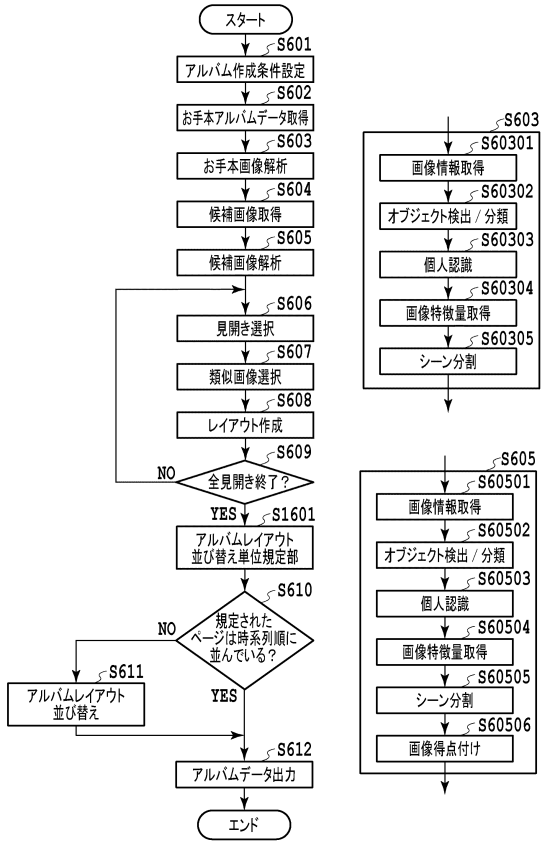 スタート
S601
アルバム作成条件設定
S602
お手本アルバムデータ取得
S603
お手本画像解析
S604
候補画像取得
S605
候補画像解析
S606
見開き選択
S607
類似画像選択
S608
レイアウト作成
S609
全見開き終了?
NO
YES
S1601
アルバムレイアウト
並び替え単位規定部
S610
規定された
ページは時系列順に
並んでいる?
NO
YES
S611
アルバムレイアウト
並び替え
S612
アルバムデータ出力
エンド
S603
S60301
画像情報取得
S60302
オブジェクト検出 / 分類
S60303
個人認識
S60304
画像特徴量取得
S60305
シーン分割
S605
S60501
画像情報取得
S60502
オブジェクト検出 / 分類
S60503
個人認識
S60504
画像特徴量取得
S60505
シーン分割
S60506
画像得点付け